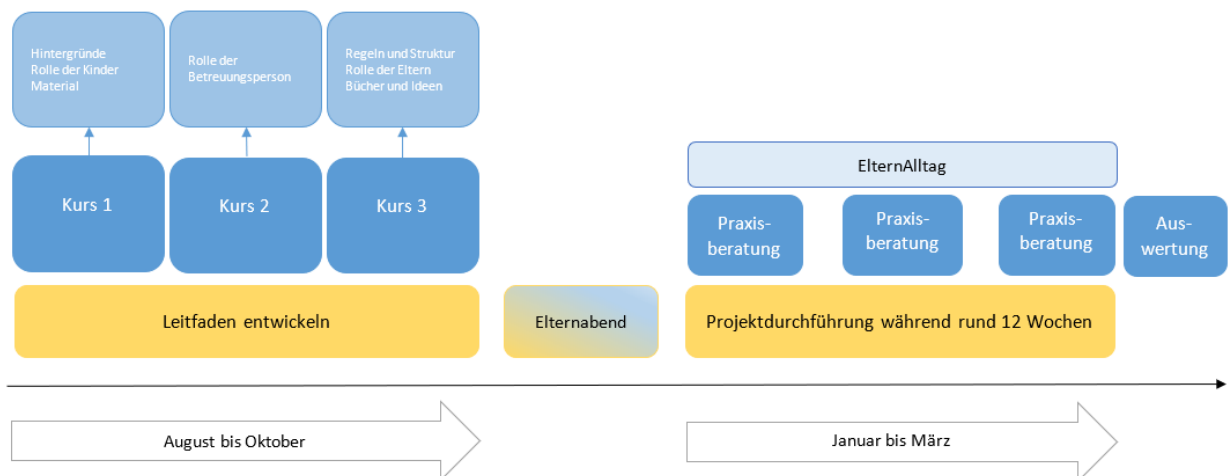 Hintergründe
Rolle der Kinder
Material
Rolle der
Betreuungsperson
Regeln und Struktur
Rolle der Eltern
Bücher und Ideen
Kurs 1
Kurs 2
Kurs 3
ElternAlltag
Praxis-
beratung
Praxis-
beratung
Praxis-
beratung
Aus-
wertung
Leitfaden entwickeln
Elternabend
Projektdurchführung während rund 12 Wochen
August bis Oktober
Januar bis März